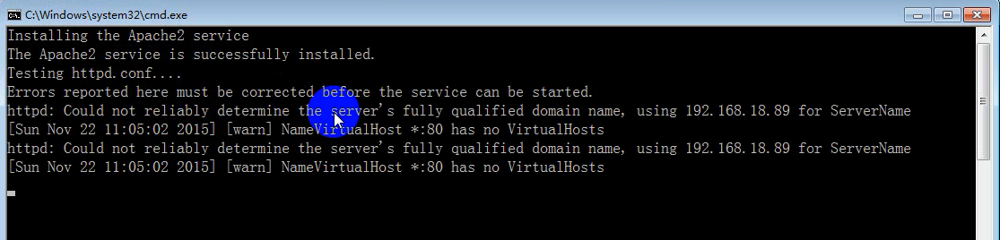 C:\Windows\system32\cmd.exe
Installing the Apache2 service
The Apache2 service is successfully installed.
Testing httpd.conf....
Errors reported here must be corrected before the service can be started.
httpd: Could not reliably determine the server's fully qualified domain name, using 192.168.18.89 for ServerName
[Sun Nov 22 11:05:02 2015] [warn] NameVirtualHost *:80 has no VirtualHosts
httpd: Could not reliably determine the server's fully qualified domain name, using 192.168.18.89 for ServerName
[Sun Nov 22 11:05:02 2015] [warn] NameVirtualHost *:80 has no VirtualHosts